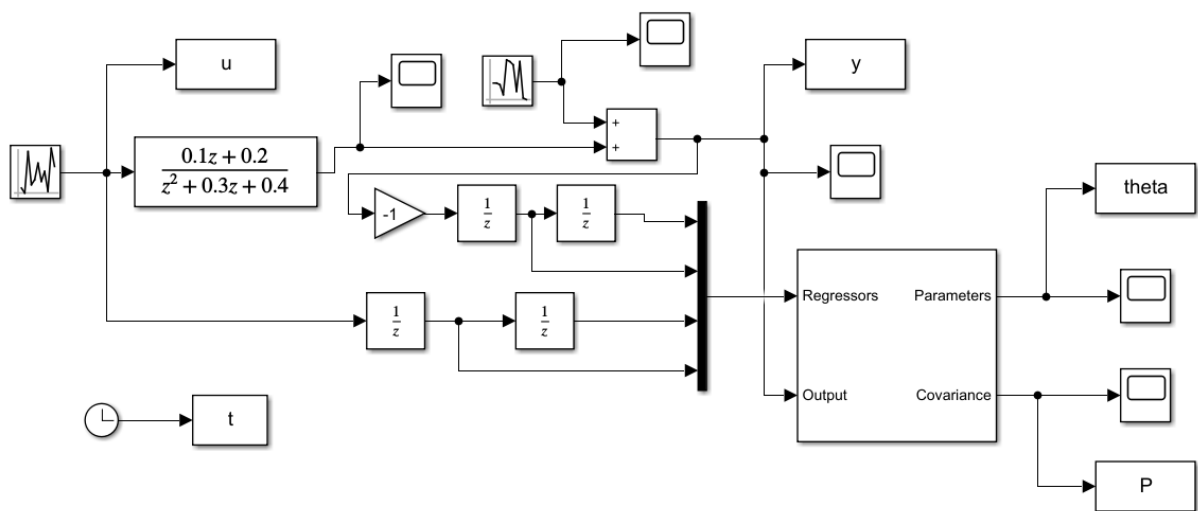 u
y
+
+
0.1z + 0.2
z² + 0.3z + 0.4
theta
-1
1
z
1
z
Regressors
Parameters
1
z
1
z
Output
Covariance
t
P